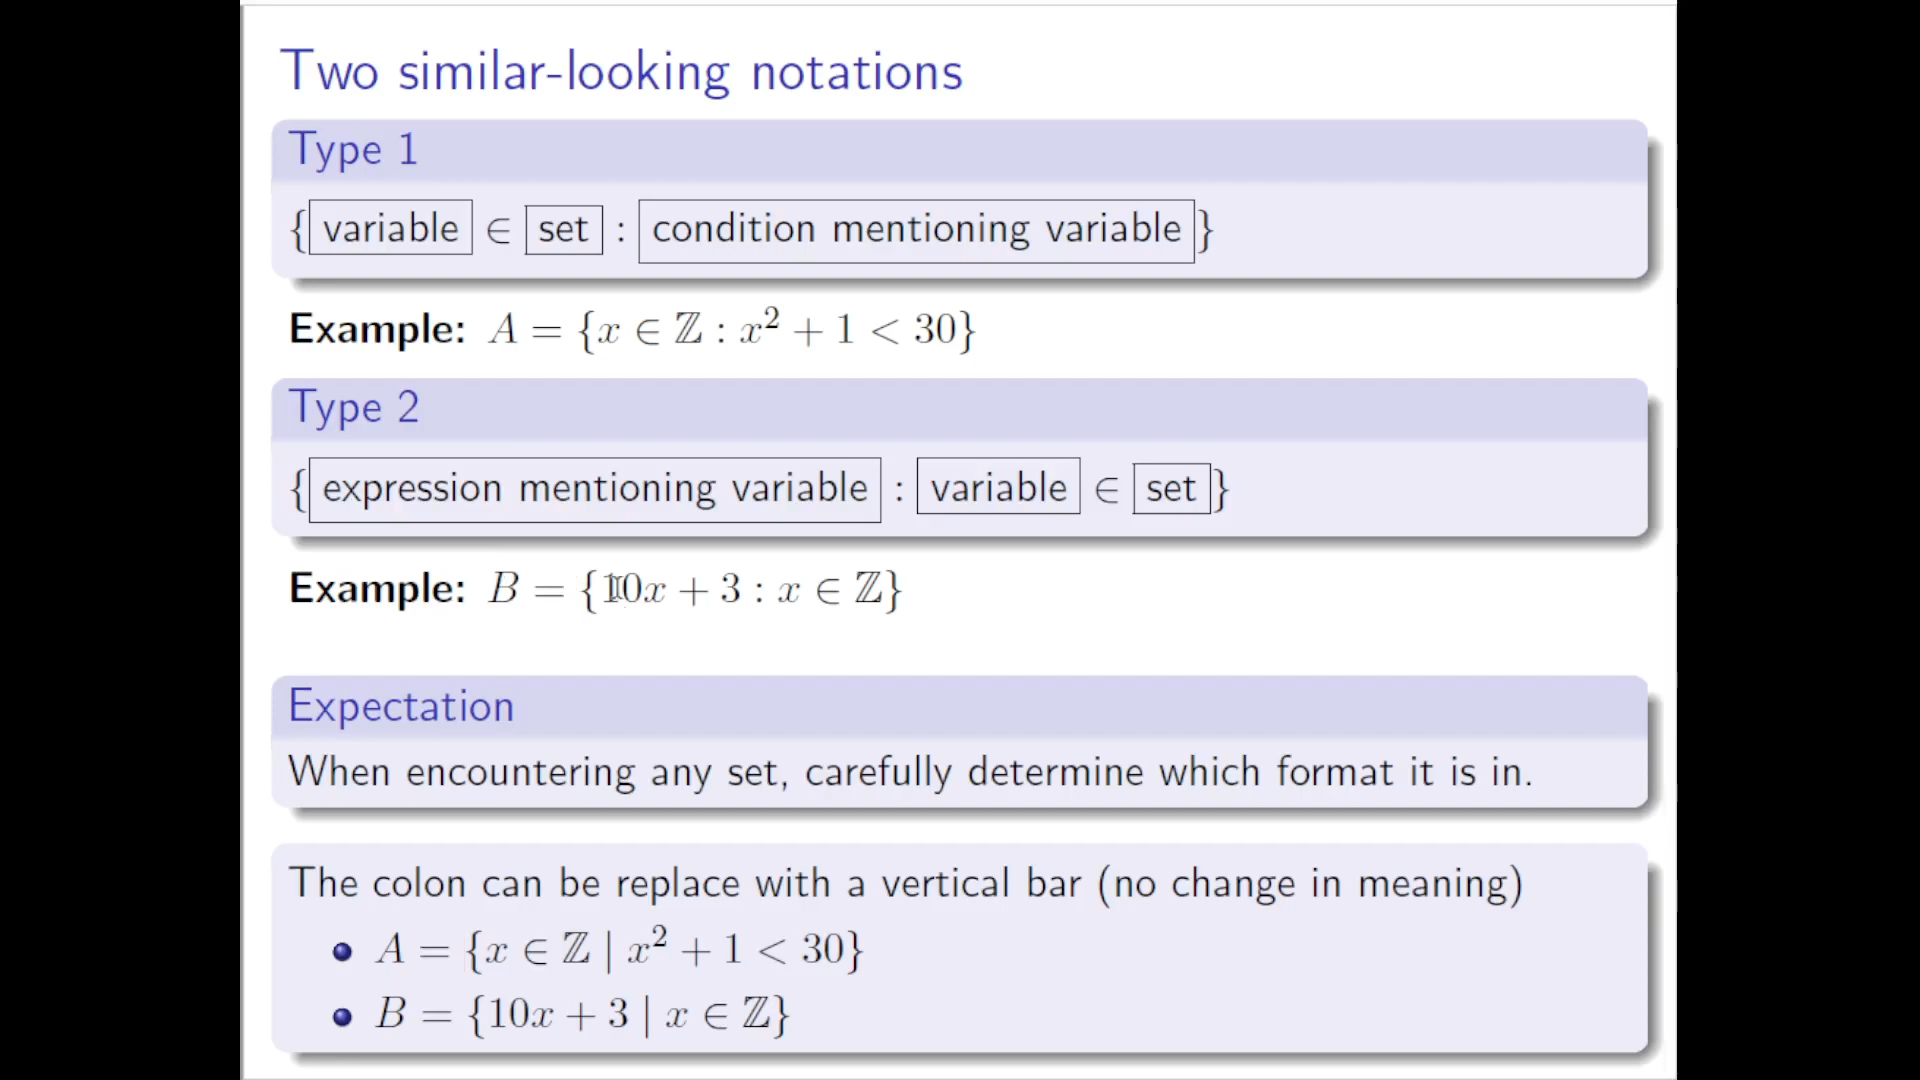 Two similar-looking notations
Type 1
{variable ∈ set : condition mentioning variable}
Example: A = {x ∈ ℤ : x² + 1 < 30}
Type 2
{expression mentioning variable : variable ∈ set}
Example: B = {10x + 3 : x ∈ ℤ}
Expectation
When encountering any set, carefully determine which format it is in.
The colon can be replace with a vertical bar (no change in meaning)
A = {x ∈ ℤ | x² + 1 < 30}
B = {10x + 3 | x ∈ ℤ}